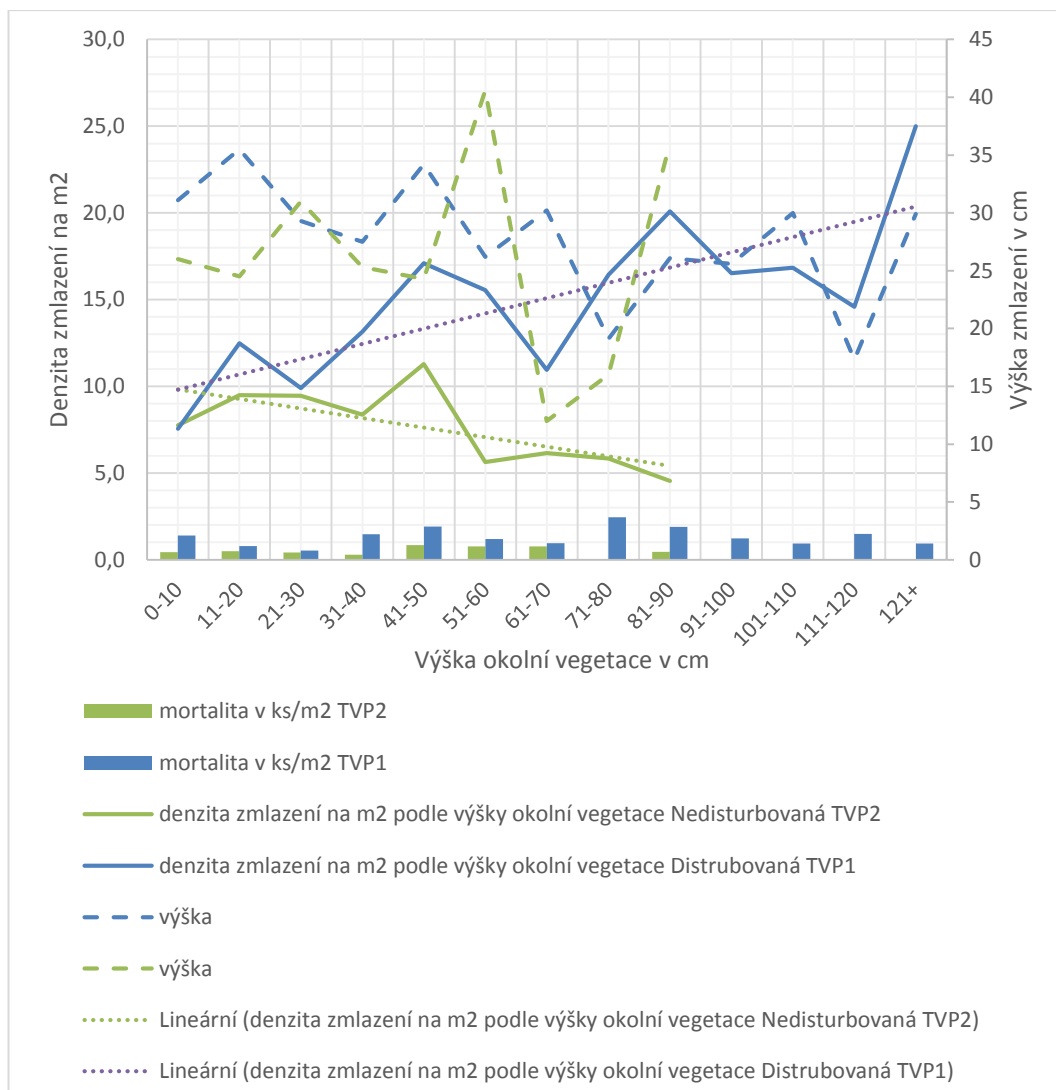 30,0
25,0
20,0
15,0
10,0
5,0
0,0
Denzita zmlazení na m2
45
40
35
30
25
20
15
10
5
0
Výška zmlazení v cm
0-10
11-20
21-30
31-40
41-50
51-60
61-70
71-80
81-90
91-100
101-110
111-120
121+
Výška okolní vegetace v cm
mortalita v ks/m2 TVP2
mortalita v ks/m2 TVP1
denzita zmlazení na m2 podle výšky okolní vegetace Nedisturbovaná TVP2
denzita zmlazení na m2 podle výšky okolní vegetace Distrubovaná TVP1
výška
výška
Lineární (denzita zmlazení na m2 podle výšky okolní vegetace Nedisturbovaná TVP2)
Lineární (denzita zmlazení na m2 podle výšky okolní vegetace Distrubovaná TVP1)